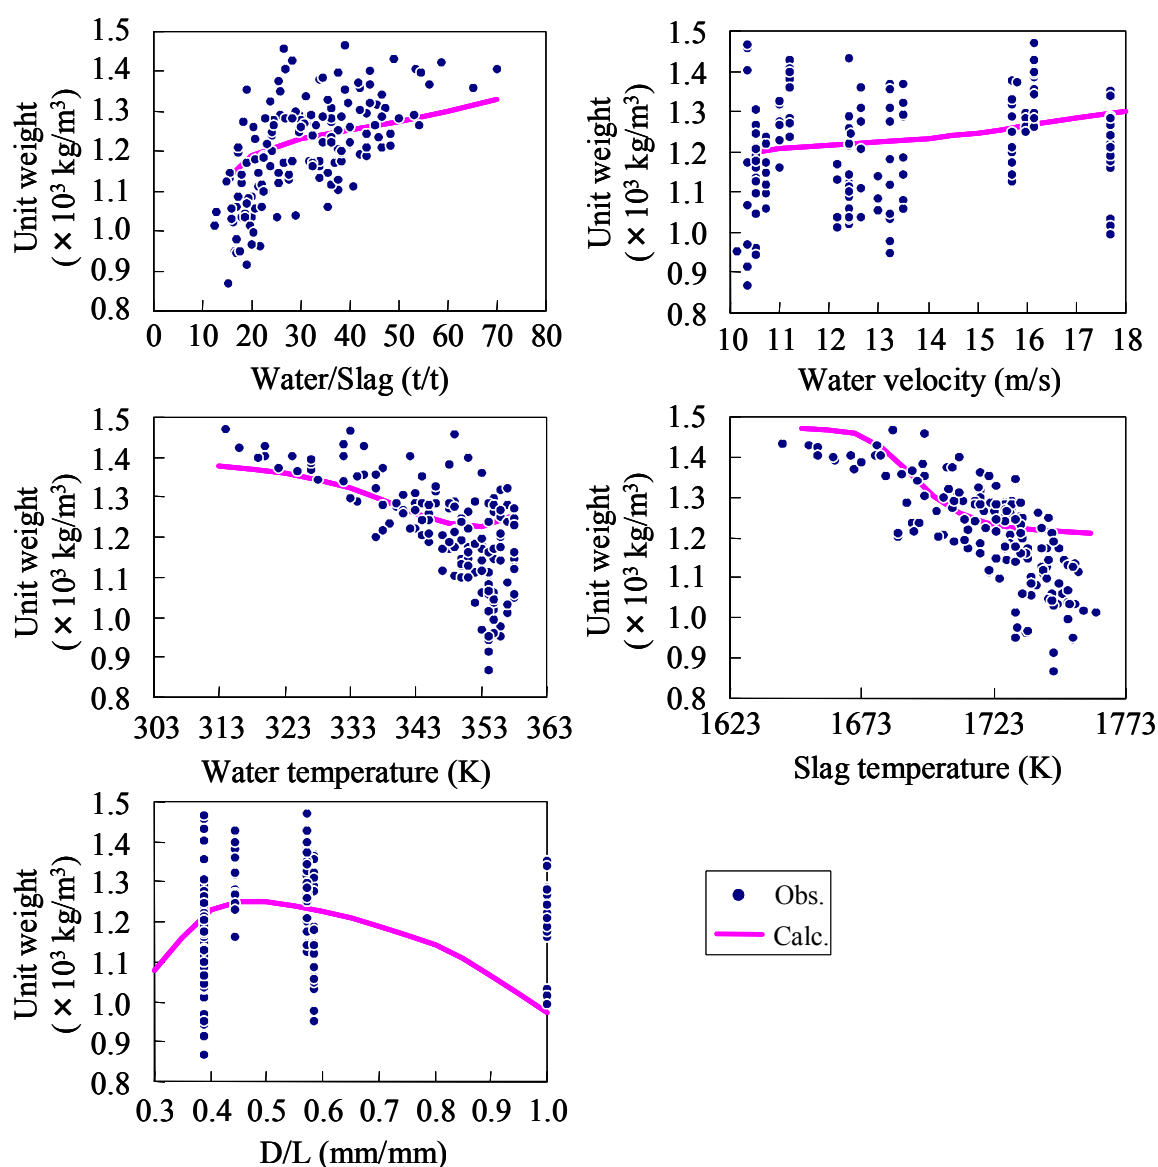 1.5
1.4
1.3
1.2
1.1
1.0
0.9
0.8
Unit weight
(×10³ kg/m³)
0 10 20 30 40 50 60 70 80
Water/Slag (t/t)
1.5
1.4
1.3
1.2
1.1
1.0
0.9
0.8
Unit weight
(×10³ kg/m³)
10 11 12 13 14 15 16 17 18
Water velocity (m/s)
1.5
1.4
1.3
1.2
1.1
1.0
0.9
0.8
Unit weight
(×10³ kg/m³)
303 313 323 333 343 353 363
Water temperature (K)
1.5
1.4
1.3
1.2
1.1
1.0
0.9
0.8
Unit weight
(×10³ kg/m³)
1623 1673 1723 1773
Slag temperature (K)
1.5
1.4
1.3
1.2
1.1
1.0
0.9
0.8
Unit weight
(×10³ kg/m³)
0.3 0.4 0.5 0.6 0.7 0.8 0.9 1.0
D/L (mm/mm)
Obs.
Calc.